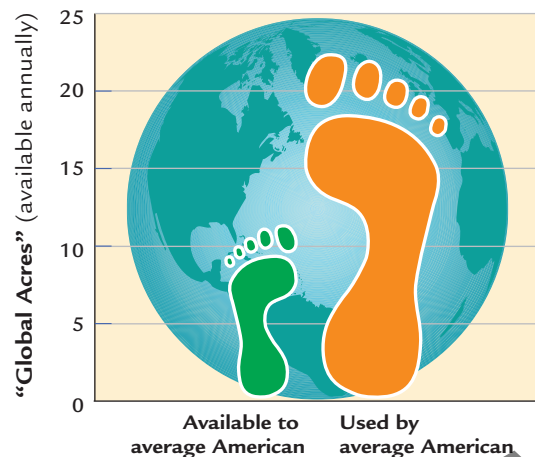 25
20
15
10
5
0
“Global Acres” (available annually)
Available to
average American
Used by
average American